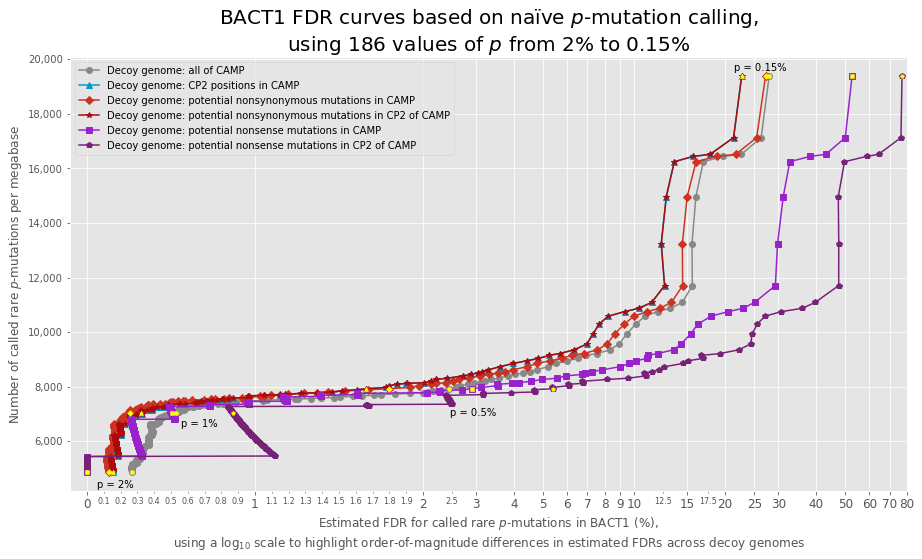 BACT1 FDR curves based on naïve p-mutation calling,
using 186 values of p from 2% to 0.15%
Number of called rare p-mutations per megabase
20,000
18,000
16,000
14,000
12,000
10,000
8,000
6,000
Decoy genome: all of CAMP
Decoy genome: CP2 positions in CAMP
Decoy genome: potential nonsynonymous mutations in CAMP
Decoy genome: potential nonsynonymous mutations in CP2 of CAMP
Decoy genome: potential nonsense mutations in CAMP
Decoy genome: potential nonsense mutations in CP2 of CAMP
p = 0.15%
p = 0.5%
p = 1%
p = 2%
0 0.1 0.2 0.3 0.4 0.5 0.6 0.7 0.8 0.9 1 1.1 1.2 1.3 1.4 1.5 1.6 1.7 1.8 1.9 2 2.5 3 4 5 6 7 8 9 10 12.5 15 17.5 20 25 30 40 50 60 70 80
Estimated FDR for called rare p-mutations in BACT1 (%),
using a log10 scale to highlight order-of-magnitude differences in estimated FDRs across decoy genomes